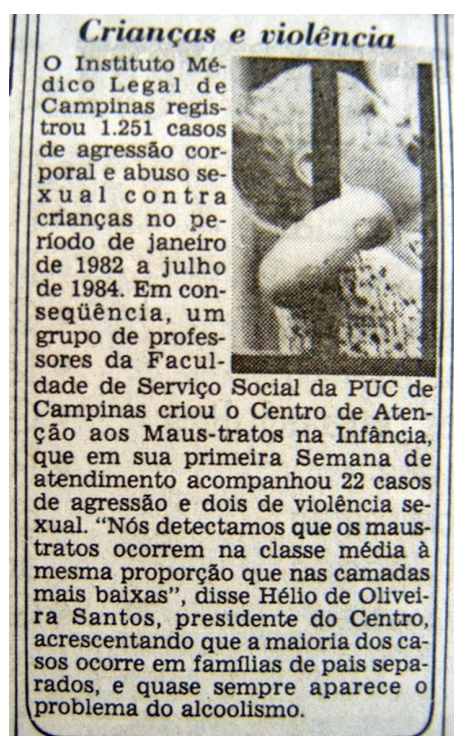 Crianças e violência
O Instituto Mé-
dico Legal de
Campinas regis-
trou 1.251 casos
de agressão cor-
poral e abuso se-
xual contra
crianças no pe-
ríodo de janeiro
de 1982 a julho
de 1984. Em con-
seqüência, um
grupo de profes-
sores da Facul-
dade de Serviço Social da PUC de
Campinas criou o Centro de Aten-
ção aos Maus-tratos na Infância,
que em sua primeira Semana de
atendimento acompanhou 22 casos
de agressão e dois de violência se-
xual. “Nós detectamos que os maus-
tratos ocorrem na classe média à
mesma proporção que nas camadas
mais baixas”, disse Hélio de Olivei-
ra Santos, presidente do Centro,
acrescentando que a maioria dos ca-
sos ocorre em famílias de pais sepa-
rados, e quase sempre aparece o
problema do alcoolismo.